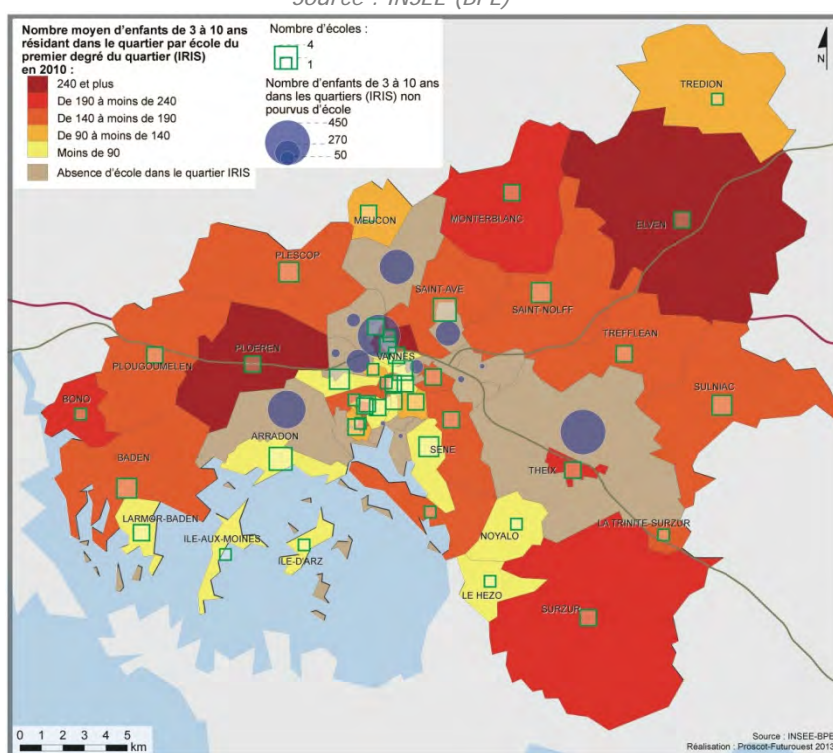 Source : INSEE (BPE)
Nombre moyen d'enfants de 3 à 10 ans
résidant dans le quartier par école du
premier degré du quartier (IRIS)
en 2010 :
240 et plus
De 190 à moins de 240
De 140 à moins de 190
De 90 à moins de 140
Moins de 90
Absence d'école dans le quartier IRIS
Nombre d'écoles :
4
1
Nombre d'enfants de 3 à 10 ans
dans les quartiers (IRIS) non
pourvus d'école
450
270
50
N
TREDION
MEUCON
MONTERBLANC
ELVEN
PLESCOP
SAINT-AVE
SAINT-NOLFF
PLOEREN
VANNES
TREFFLEAN
PLOUGOUMELEN
SULNIAC
BONO
ARRADON
SENE
BADEN
THEIX
LARMOR-BADEN
ILE-AUX-MOINES
ILE-D'ARZ
NOYALO
LA TRINITE-SURZUR
LE HEZO
SURZUR
0 1 2 3 4 5
km
Source : INSEE-BPE
Réalisation : Proscot-Futurouest 2013